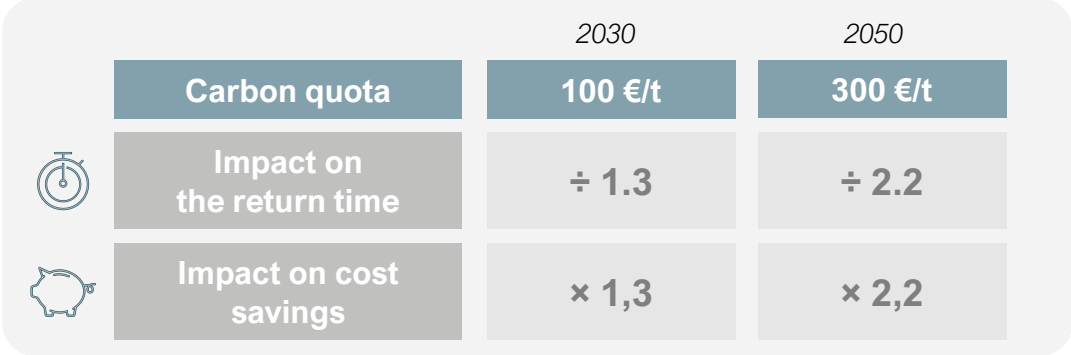 2030
2050
Carbon quota
100 €/t
300 €/t
Impact on
the return time
÷ 1.3
÷ 2.2
Impact on cost
savings
× 1,3
× 2,2